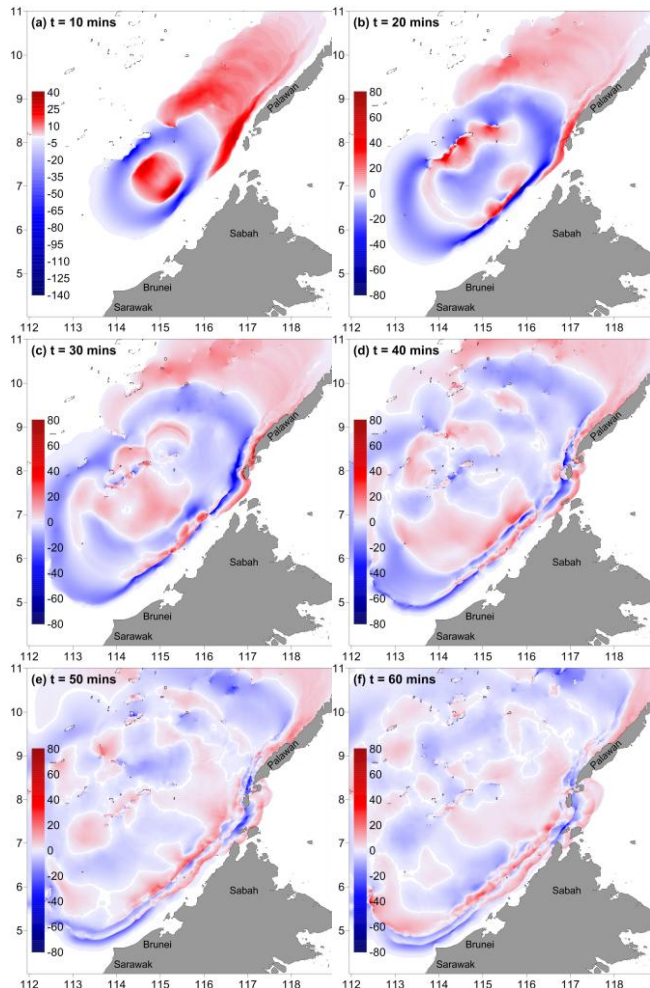 (a) t = 10 mins
11
10
9
8
7
6
5
40
25
10
-5
-20
-35
-50
-65
-80
-95
-110
-125
-140
Palawan
Sabah
Brunei
Sarawak
112 113 114 115 116 117 118
(b) t = 20 mins
11
10
9
8
7
6
5
80
60
40
20
0
-20
-40
-60
-80
Palawan
Sabah
Brunei
Sarawak
112 113 114 115 116 117 118
(c) t = 30 mins
11
10
9
8
7
6
5
80
60
40
20
0
-20
-40
-60
-80
Palawan
Sabah
Brunei
Sarawak
112 113 114 115 116 117 118
(d) t = 40 mins
11
10
9
8
7
6
5
80
60
40
20
0
-20
-40
-60
-80
Palawan
Sabah
Brunei
Sarawak
112 113 114 115 116 117 118
(e) t = 50 mins
11
10
9
8
7
6
5
80
60
40
20
0
-20
-40
-60
-80
Palawan
Sabah
Brunei
Sarawak
112 113 114 115 116 117 118
(f) t = 60 mins
11
10
9
8
7
6
5
80
60
40
20
0
-20
-40
-60
-80
Palawan
Sabah
Brunei
Sarawak
112 113 114 115 116 117 118